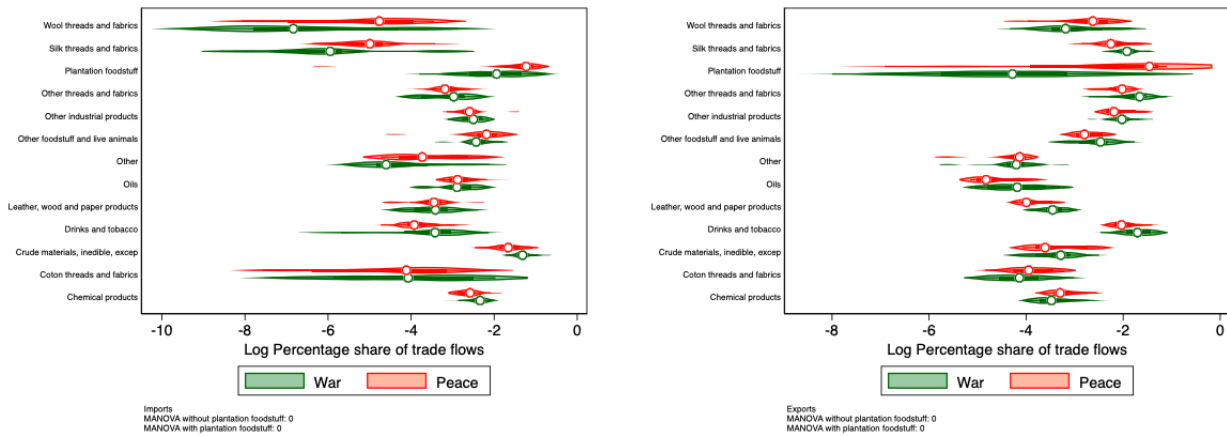 Wool threads and fabrics
Silk threads and fabrics
Plantation foodstuff
Other threads and fabrics
Other industrial products
Other foodstuff and live animals
Other
Oils
Leather, wood and paper products
Drinks and tobacco
Crude materials, inedible, excep
Coton threads and fabrics
Chemical products
-10 -8 -6 -4 -2 0
Log Percentage share of trade flows
War Peace
Imports
MANOVA without plantation foodstuff: 0
MANOVA with plantation foodstuff: 0
Wool threads and fabrics
Silk threads and fabrics
Plantation foodstuff
Other threads and fabrics
Other industrial products
Other foodstuff and live animals
Other
Oils
Leather, wood and paper products
Drinks and tobacco
Crude materials, inedible, excep
Coton threads and fabrics
Chemical products
-8 -6 -4 -2 0
Log Percentage share of trade flows
War Peace
Exports
MANOVA without plantation foodstuff: 0
MANOVA with plantation foodstuff: 0